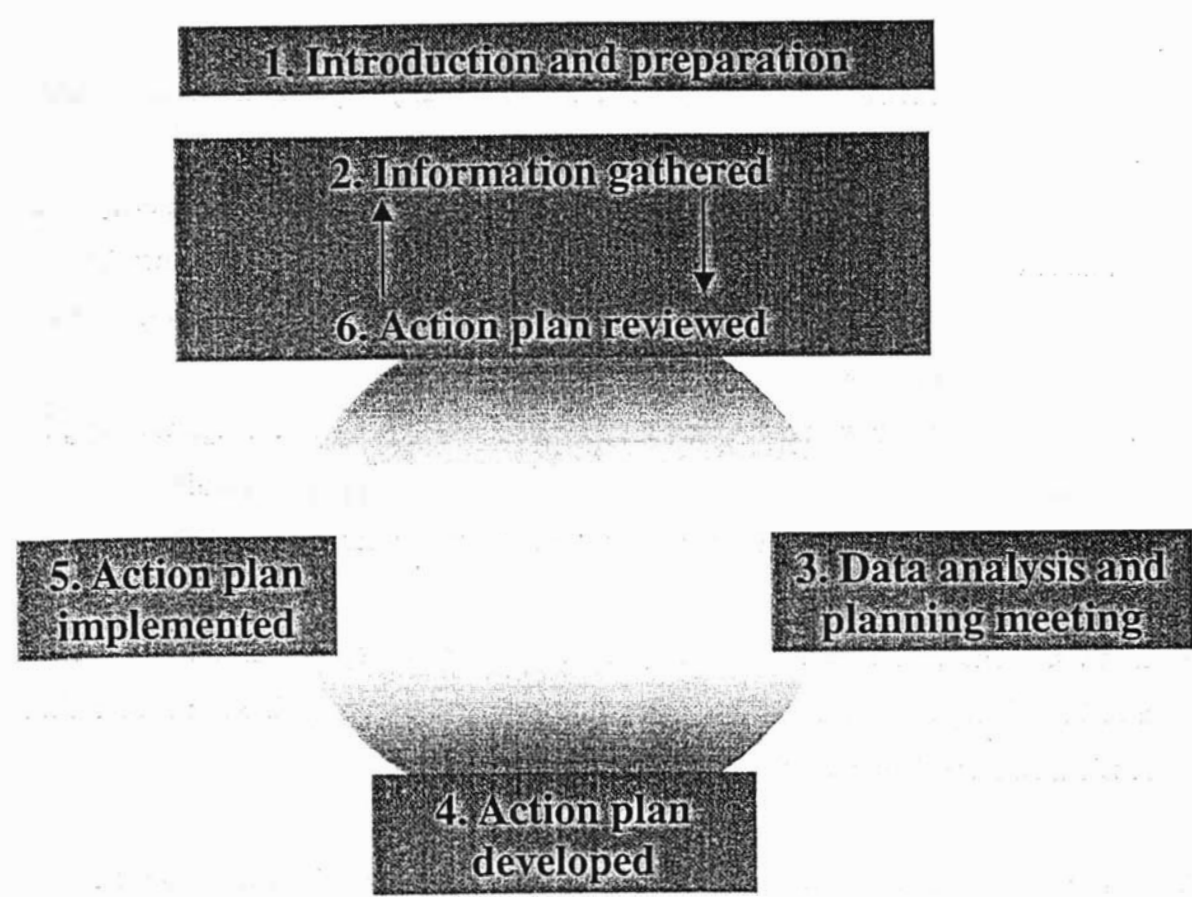 1. Introduction and preparation
2. Information gathered
6. Action plan reviewed
5. Action plan
implemented
3. Data analysis and
planning meeting
4. Action plan
developed